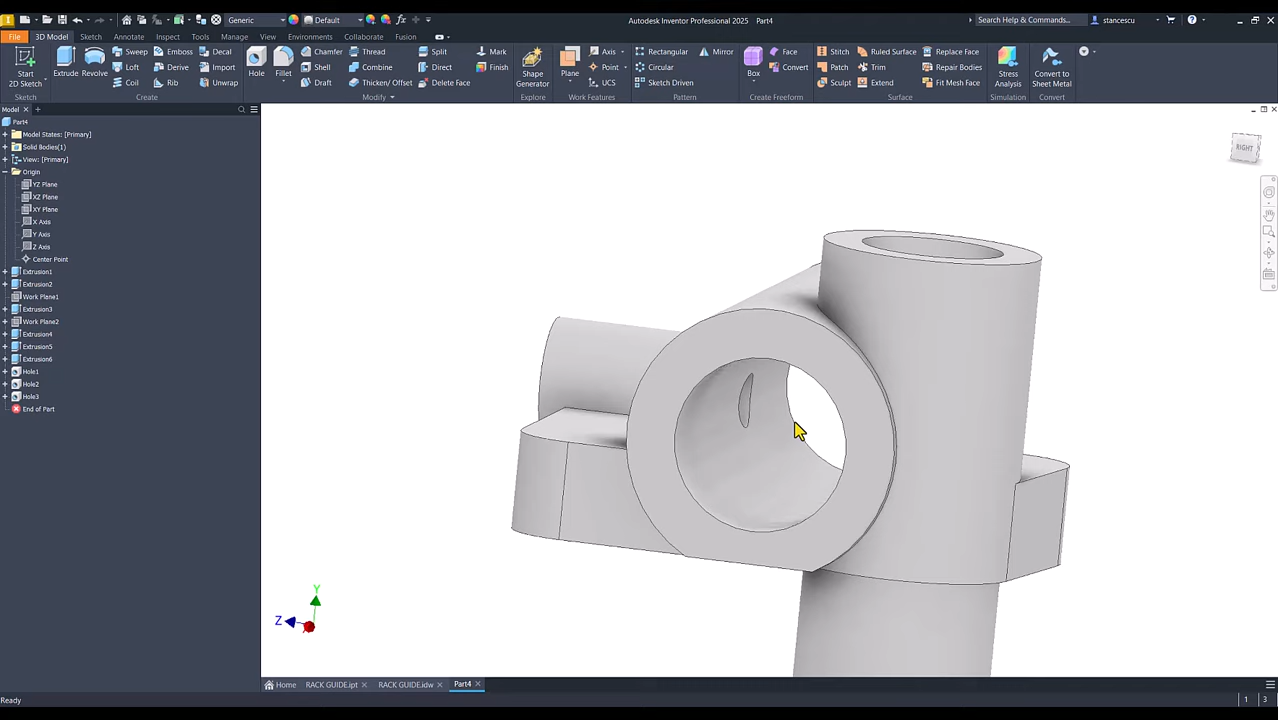 Generic Default fx Autodesk Inventor Professional 2025 Part4 Search Help & Commands... stancescu
File 3D Model Sketch Annotate Inspect Tools Manage View Environments Collaborate Fusion
Start 2D Sketch Extrude Revolve Sweep Emboss Decal Hole Fillet Chamfer Thread Split Mark Shape Generator Plane Axis Rectangular Mirror Box Face Stitch Ruled Surface Replace Face Stress Analysis Convert to Sheet Metal
Loft Derive Import Shell Combine Direct Finish Point Circular Convert Patch Trim Repair Bodies
Coil Rib Unwrap Draft Thicken/ Offset Delete Face UCS Sketch Driven Sculpt Extend Fit Mesh Face
Sketch Create Modify Explore Work Features Pattern Create Freeform Surface Simulation Convert
Model
Part4
Model States: [Primary]
Solid Bodies(1)
View: [Primary]
Origin
YZ Plane
XZ Plane
XY Plane
X Axis
Y Axis
Z Axis
Center Point
Extrusion1
Extrusion2
Work Plane1
Extrusion3
Work Plane2
Extrusion4
Extrusion5
Extrusion6
Hole1
Hole2
Hole3
End of Part
RIGHT
Y
Z
Home RACK GUIDE.ipt RACK GUIDE.idw Part4
Ready 1 3